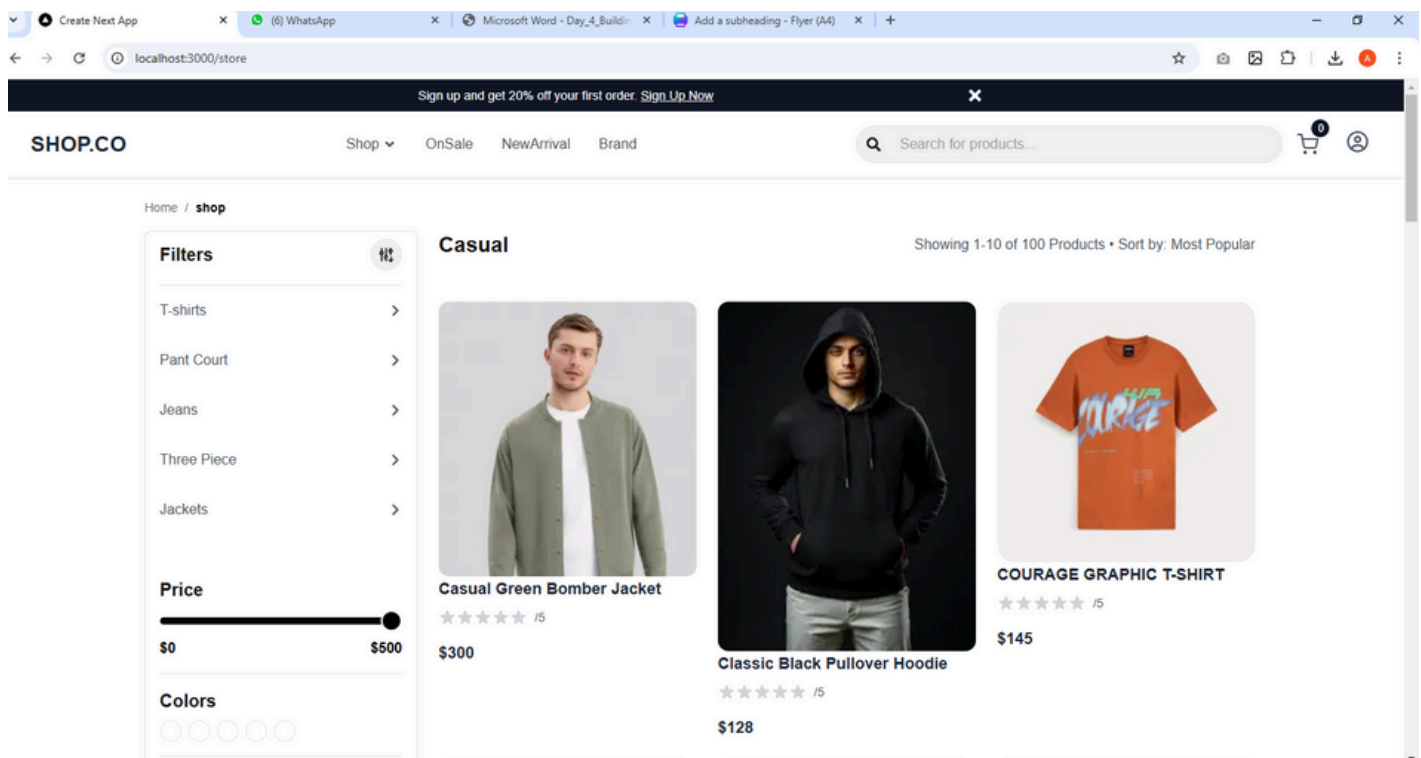 Create Next App
(6) WhatsApp
Microsoft Word - Day_4_Buildin
Add a subheading - Flyer (A4)
localhost:3000/store
A
Sign up and get 20% off your first order. Sign Up Now
SHOP.CO
Shop
OnSale
NewArrival
Brand
Search for products...
0
Home / shop
Filters
T-shirts
Pant Court
Jeans
Three Piece
Jackets
Price
$0
$500
Colors
Casual
Showing 1-10 of 100 Products • Sort by: Most Popular
Casual Green Bomber Jacket
/5
$300
Classic Black Pullover Hoodie
/5
$128
COURAGE
COURAGE GRAPHIC T-SHIRT
/5
$145